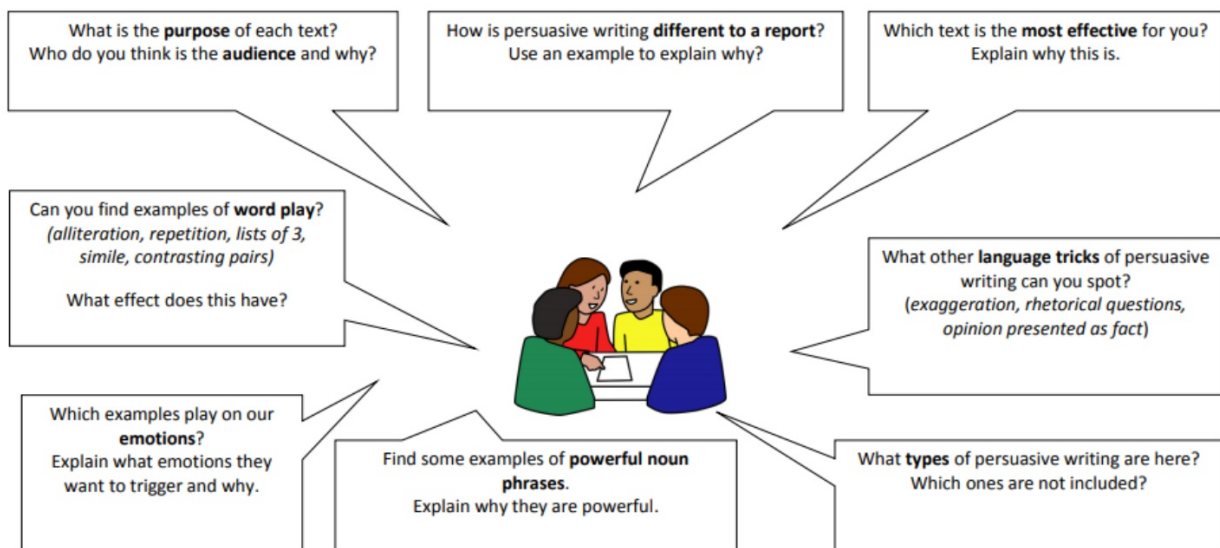 What is the purpose of each text?
Who do you think is the audience and why?
How is persuasive writing different to a report?
Use an example to explain why?
Which text is the most effective for you?
Explain why this is.
Can you find examples of word play?
(alliteration, repetition, lists of 3,
simile, contrasting pairs)
What effect does this have?
What other language tricks of persuasive
writing can you spot?
(exaggeration, rhetorical questions,
opinion presented as fact)
Which examples play on our
emotions?
Explain what emotions they
want to trigger and why.
Find some examples of powerful noun
phrases.
Explain why they are powerful.
What types of persuasive writing are here?
Which ones are not included?